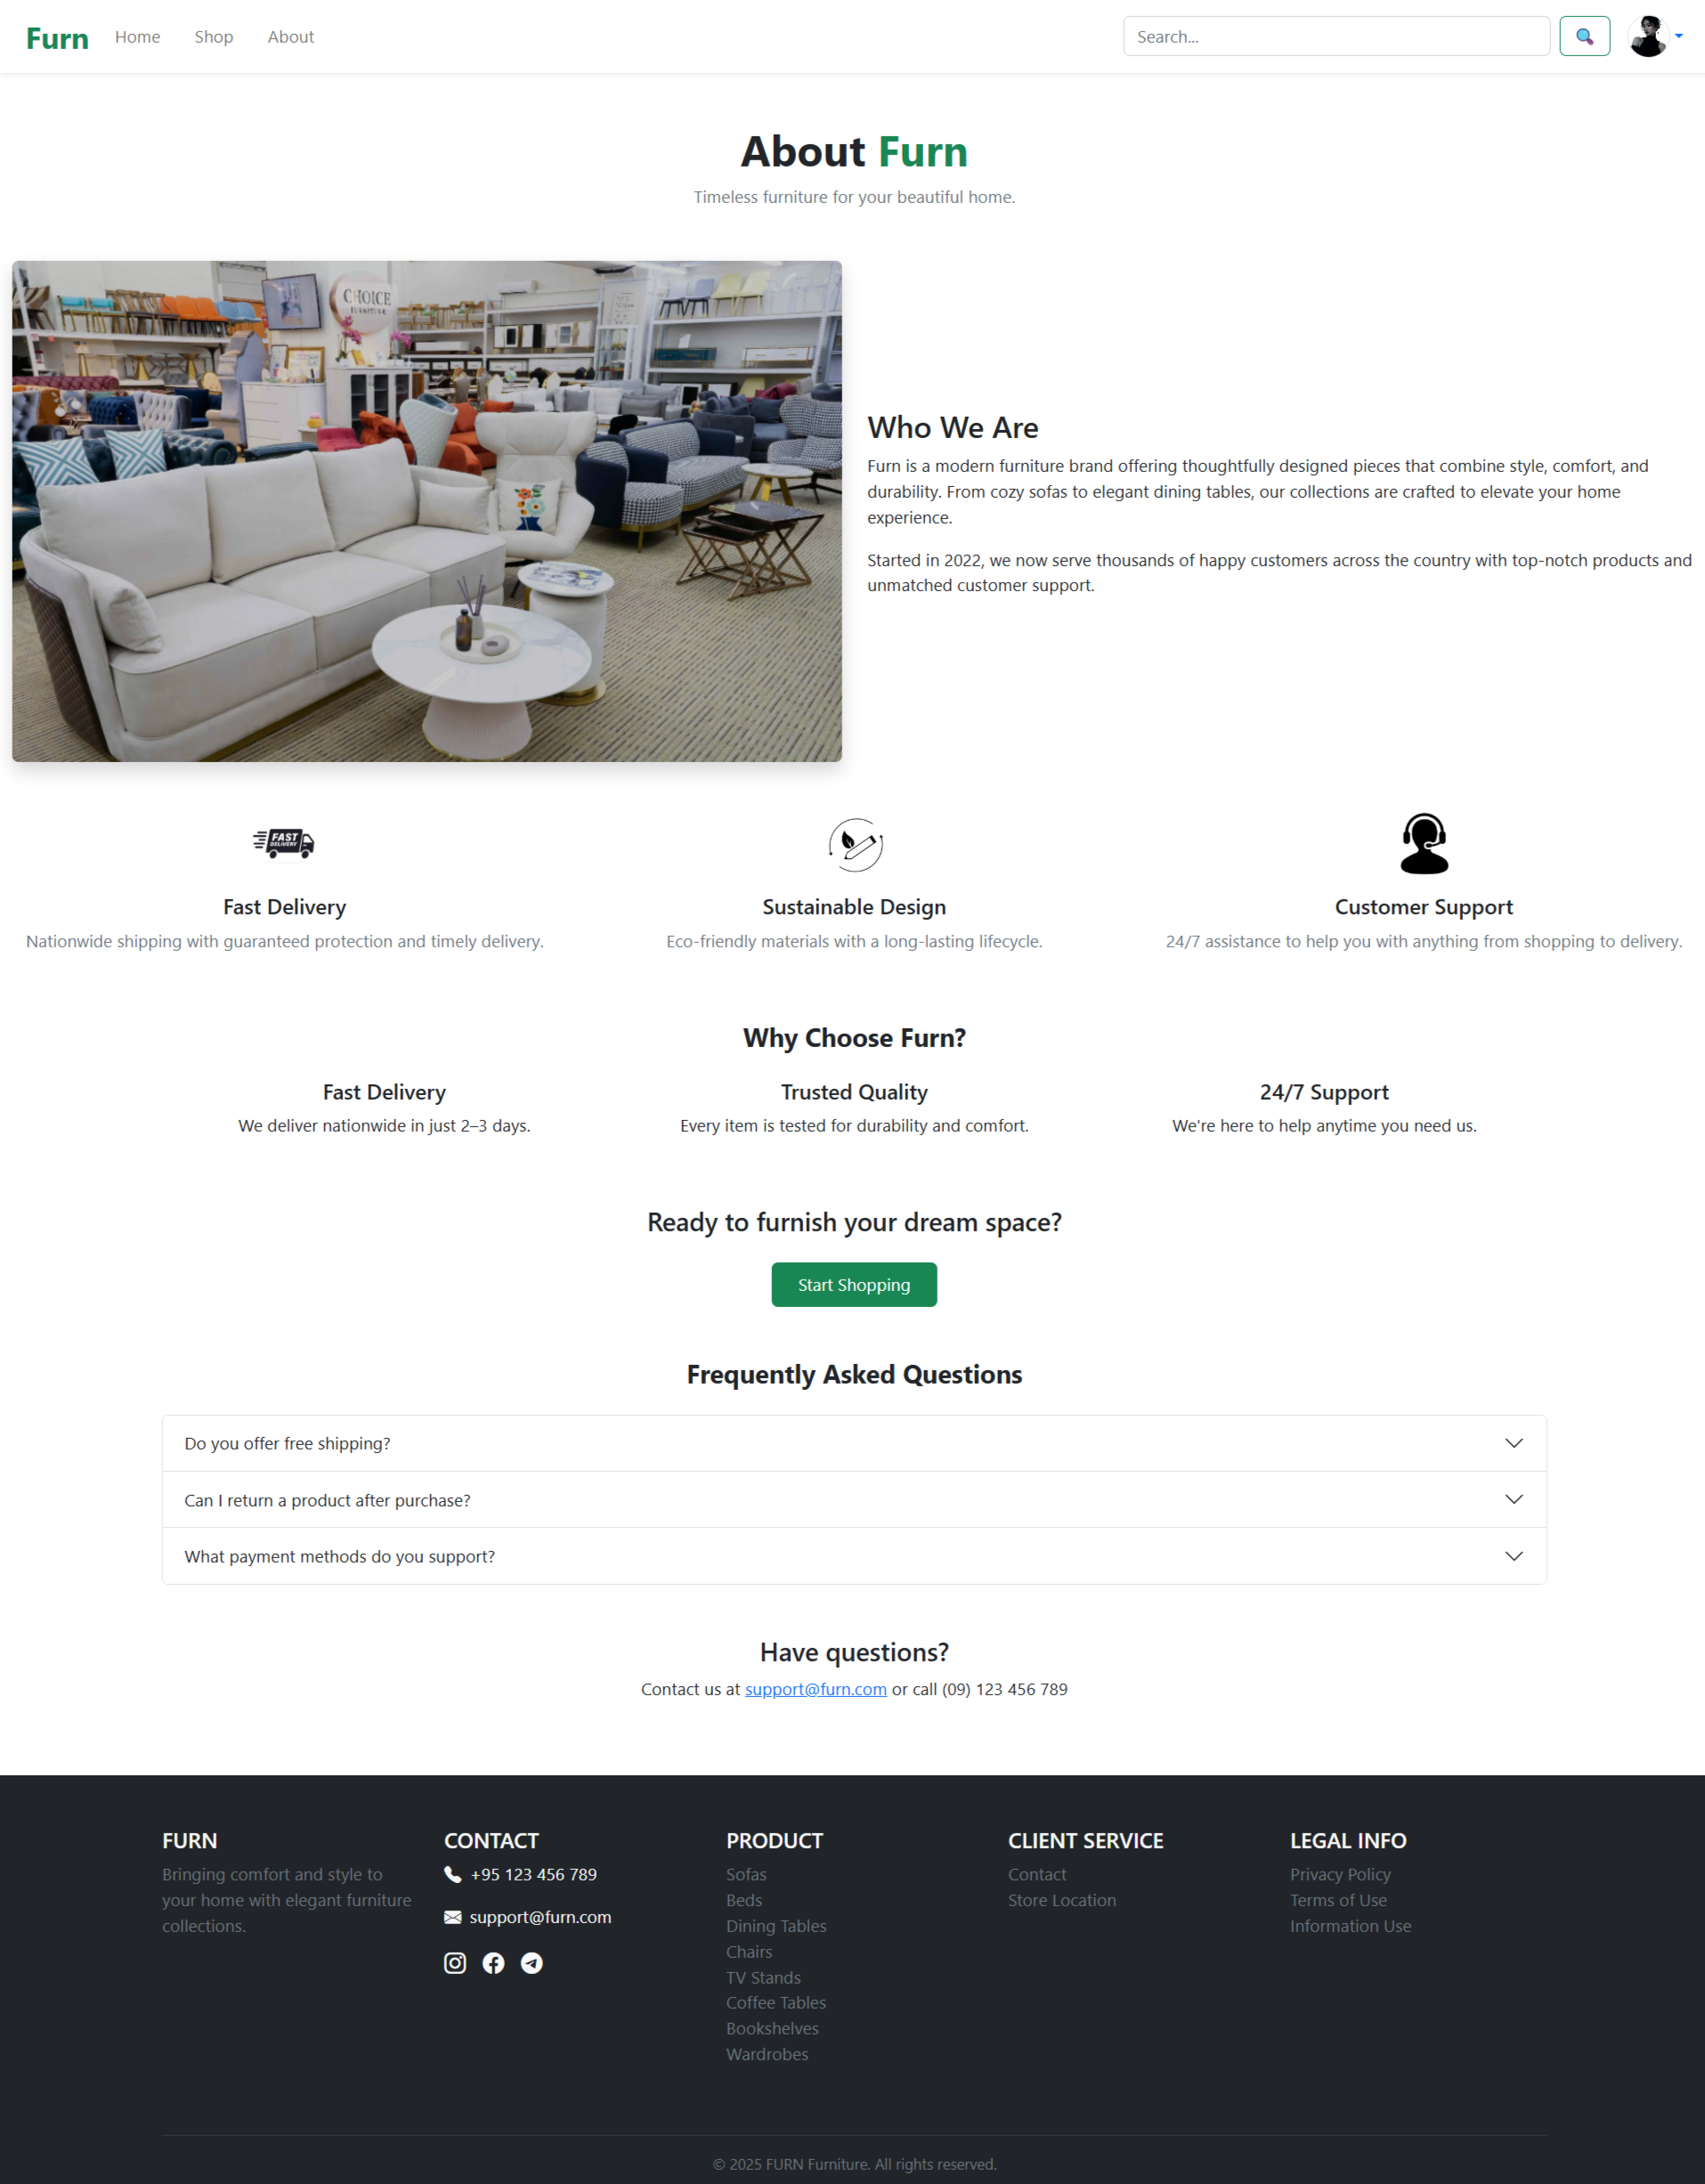 Furn Home Shop About Search...
About Furn
Timeless furniture for your beautiful home.
CHOICE
FURNITURE
Who We Are
Furn is a modern furniture brand offering thoughtfully designed pieces that combine style, comfort, and
durability. From cozy sofas to elegant dining tables, our collections are crafted to elevate your home
experience.
Started in 2022, we now serve thousands of happy customers across the country with top-notch products and
unmatched customer support.
FAST
DELIVERY
Fast Delivery
Nationwide shipping with guaranteed protection and timely delivery.
Sustainable Design
Eco-friendly materials with a long-lasting lifecycle.
Customer Support
24/7 assistance to help you with anything from shopping to delivery.
Why Choose Furn?
Fast Delivery
We deliver nationwide in just 2–3 days.
Trusted Quality
Every item is tested for durability and comfort.
24/7 Support
We're here to help anytime you need us.
Ready to furnish your dream space?
Start Shopping
Frequently Asked Questions
Do you offer free shipping?
Can I return a product after purchase?
What payment methods do you support?
Have questions?
Contact us at support@furn.com or call (09) 123 456 789
FURN
Bringing comfort and style to
your home with elegant furniture
collections.
CONTACT
+95 123 456 789
support@furn.com
PRODUCT
Sofas
Beds
Dining Tables
Chairs
TV Stands
Coffee Tables
Bookshelves
Wardrobes
CLIENT SERVICE
Contact
Store Location
LEGAL INFO
Privacy Policy
Terms of Use
Information Use
© 2025 FURN Furniture. All rights reserved.